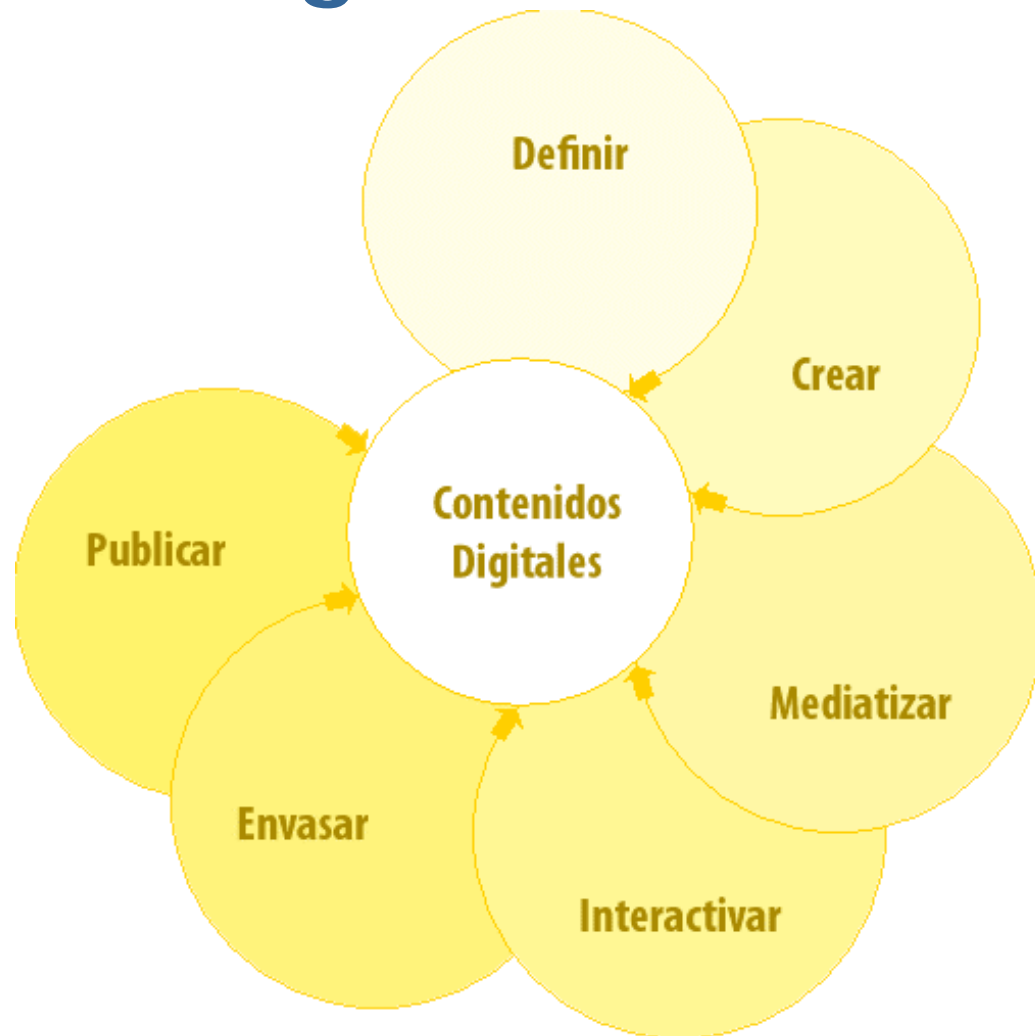 Definir
Crear
Contenidos
Digitales
Publicar
Mediatizar
Envasar
Interactivar